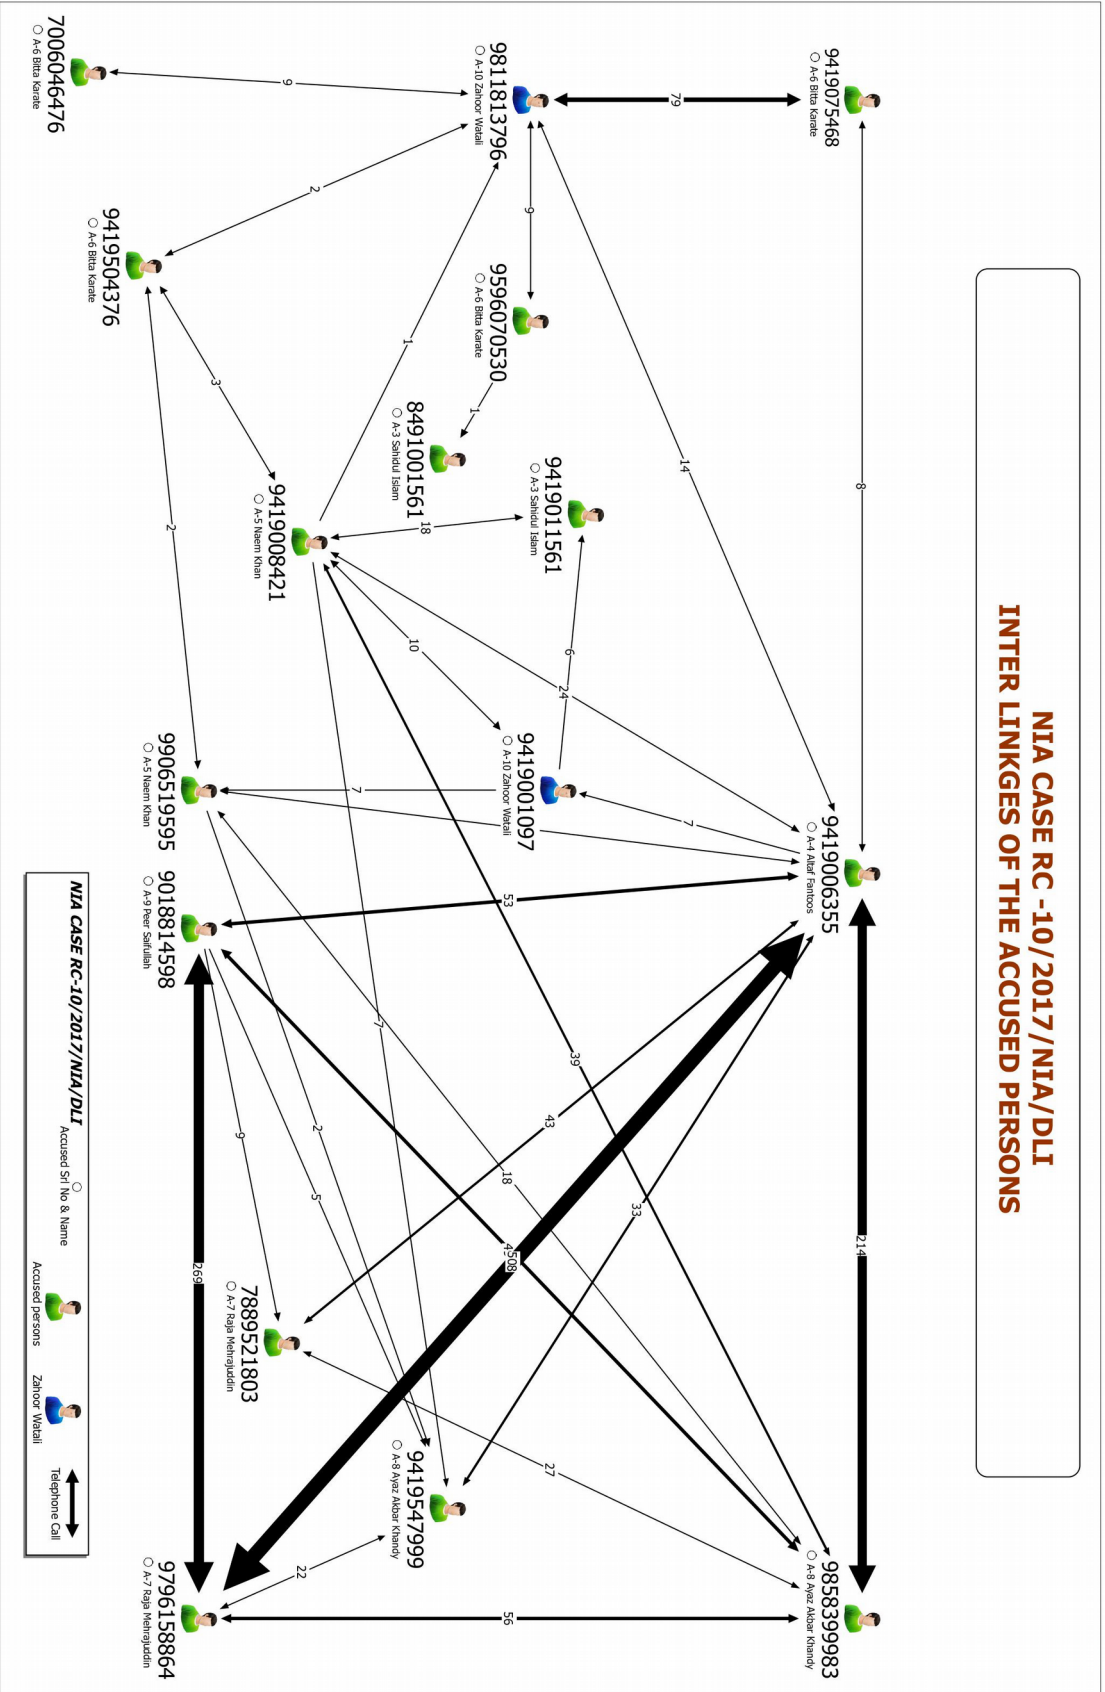 NIA CASE RC -10/2017/NIA/DLI
INTER LINKGES OF THE ACCUSED PERSONS
9419075468
A-6 Bitta Karate
8
9419006355
A-4 Altaf Fantoos
214
9858399983
A-8 Ayaz Akbar Khandy
79
14
9811813796
A-10 Zahoor Watali
9
9596070530
A-6 Bitta Karate
1
8491001561
A-3 Sahidul Islam
9419011561
A-3 Sahidul Islam
18
6
24
7
9419001097
A-10 Zahoor Watali
10
1
53
39
43
33
18
508
27
56
9
7006046476
A-6 Bitta Karate
2
9419504376
A-6 Bitta Karate
3
9419008421
A-5 Naem Khan
2
7
7
9906519595
A-5 Naem Khan
9018814598
A-9 Peer Saifullah
2
5
9
7889521803
A-7 Raja Mehrajuddin
9419547999
A-8 Ayaz Akbar Khandy
22
269
9796158864
A-7 Raja Mehrajuddin
NIA CASE RC-10/2017/NIA/DLI
Accused Srl No & Name
Accused persons
Zahoor Watali
Telephone Call